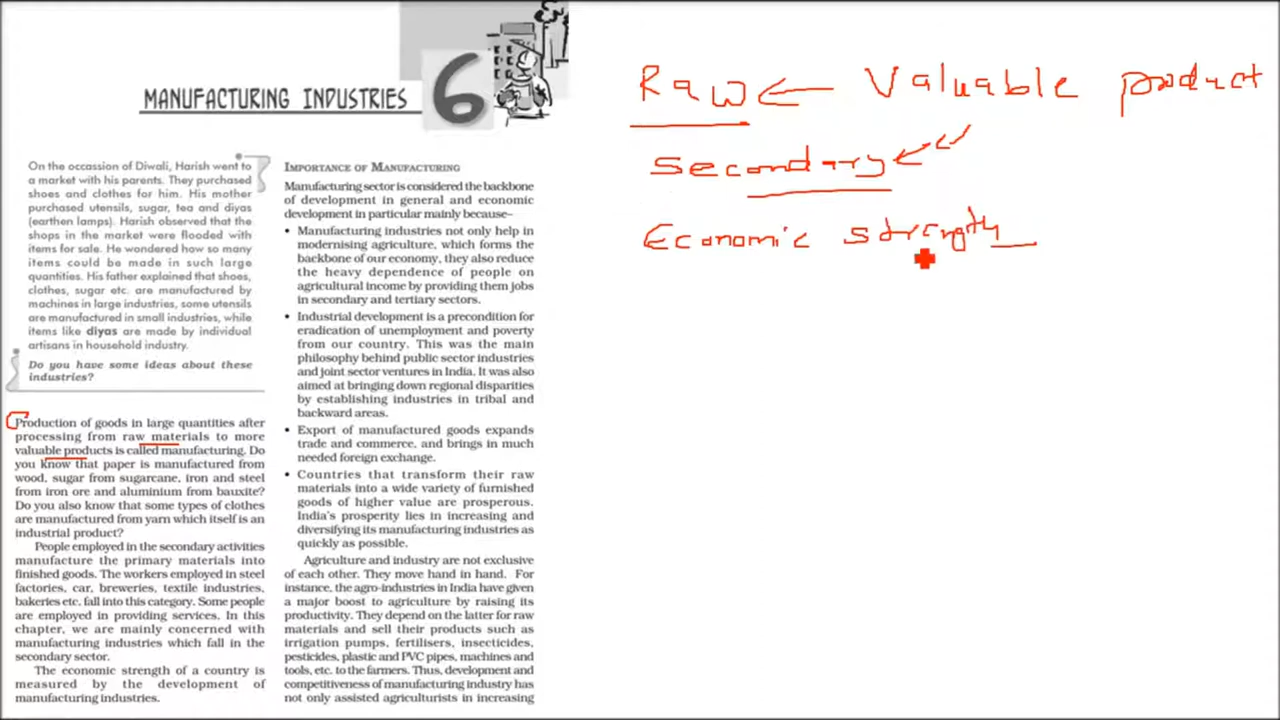 MANUFACTURING INDUSTRIES 6
On the occassion of Diwali, Harish went to
a market with his parents. They purchased
shoes and clothes for him. His mother
purchased utensils, sugar, tea and diyas
(earthen lamps). Harish observed that the
shops in the market were flooded with
items for sale. He wondered how so many
items could be made in such large
quantities. His father explained that shoes,
clothes, sugar etc. are manufactured by
machines in large industries, some utensils
are manufactured in small industries, while
items like diyas are made by individual
artisans in household industry.
Do you have some ideas about these
industries?
Production of goods in large quantities after
processing from raw materials to more
valuable products is called manufacturing. Do
you know that paper is manufactured from
wood, sugar from sugarcane, iron and steel
from iron ore and aluminium from bauxite?
Do you also know that some types of clothes
are manufactured from yarn which itself is an
industrial product?
People employed in the secondary activities
manufacture the primary materials into
finished goods. The workers employed in steel
factories, car, breweries, textile industries,
bakeries etc. fall into this category. Some people
are employed in providing services. In this
chapter, we are mainly concerned with
manufacturing industries which fall in the
secondary sector.
The economic strength of a country is
measured by the development of
manufacturing industries.
IMPORTANCE OF MANUFACTURING
Manufacturing sector is considered the backbone
of development in general and economic
development in particular mainly because–
• Manufacturing industries not only help in
modernising agriculture, which forms the
backbone of our economy, they also reduce
the heavy dependence of people on
agricultural income by providing them jobs
in secondary and tertiary sectors.
• Industrial development is a precondition for
eradication of unemployment and poverty
from our country. This was the main
philosophy behind public sector industries
and joint sector ventures in India. It was also
aimed at bringing down regional disparities
by establishing industries in tribal and
backward areas.
• Export of manufactured goods expands
trade and commerce, and brings in much
needed foreign exchange.
• Countries that transform their raw
materials into a wide variety of furnished
goods of higher value are prosperous.
India's prosperity lies in increasing and
diversifying its manufacturing industries as
quickly as possible.
Agriculture and industry are not exclusive
of each other. They move hand in hand. For
instance, the agro-industries in India have given
a major boost to agriculture by raising its
productivity. They depend on the latter for raw
materials and sell their products such as
irrigation pumps, fertilisers, insecticides,
pesticides, plastic and PVC pipes, machines and
tools, etc. to the farmers. Thus, development and
competitiveness of manufacturing industry has
not only assisted agriculturists in increasing
Raw ← Valuable product
Secondary
Economic strength